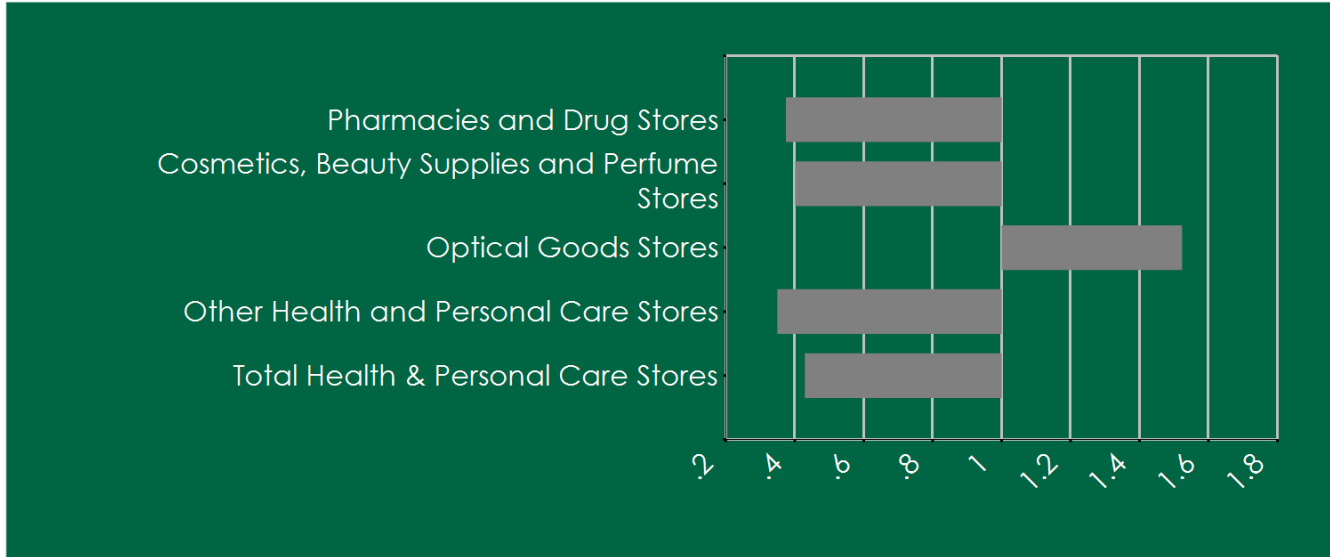 Pharmacies and Drug Stores
Cosmetics, Beauty Supplies and Perfume
Stores
Optical Goods Stores
Other Health and Personal Care Stores
Total Health & Personal Care Stores
.2 .4 .6 .8 1 1.2 1.4 1.6 1.8